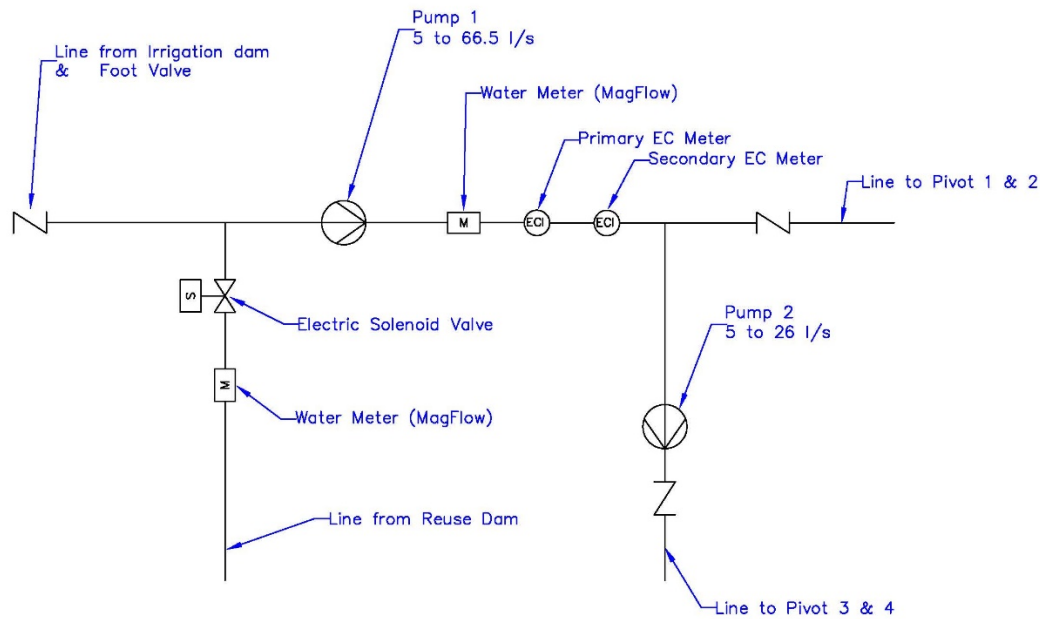 Pump 1
5 to 66.5 l/s
Line from Irrigation dam
& Foot Valve
Water Meter (MagFlow)
Primary EC Meter
Secondary EC Meter
Line to Pivot 1 & 2
M
ECI
ECI
S
Electric Solenoid Valve
Pump 2
5 to 26 l/s
M
Water Meter (MagFlow)
Line from Reuse Dam
Line to Pivot 3 & 4